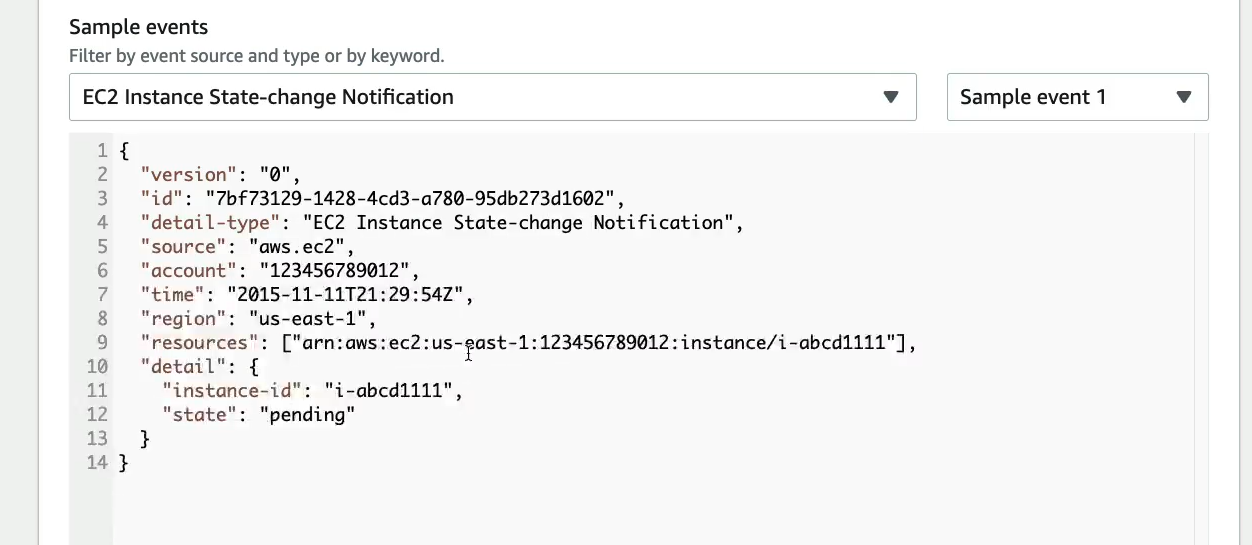 Sample events
Filter by event source and type or by keyword.
EC2 Instance State-change Notification
Sample event 1
1 {
2 "version": "0",
3 "id": "7bf73129-1428-4cd3-a780-95db273d1602",
4 "detail-type": "EC2 Instance State-change Notification",
5 "source": "aws.ec2",
6 "account": "123456789012",
7 "time": "2015-11-11T21:29:54Z",
8 "region": "us-east-1",
9 "resources": ["arn:aws:ec2:us-east-1:123456789012:instance/i-abcd1111"],
10 "detail": {
11 "instance-id": "i-abcd1111",
12 "state": "pending"
13 }
14 }